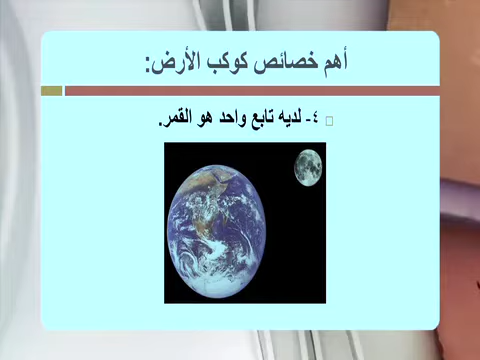 أهم خصائص كوكب الأرض:
٤- لديه تابع واحد هو القمر.